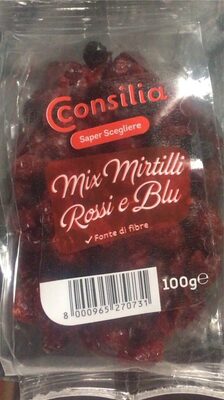 Consilia
Saper Scegliere
Mix Mirtilli
Rossi e Blu
✓ Fonte di fibre
100g e
8 000965 270731